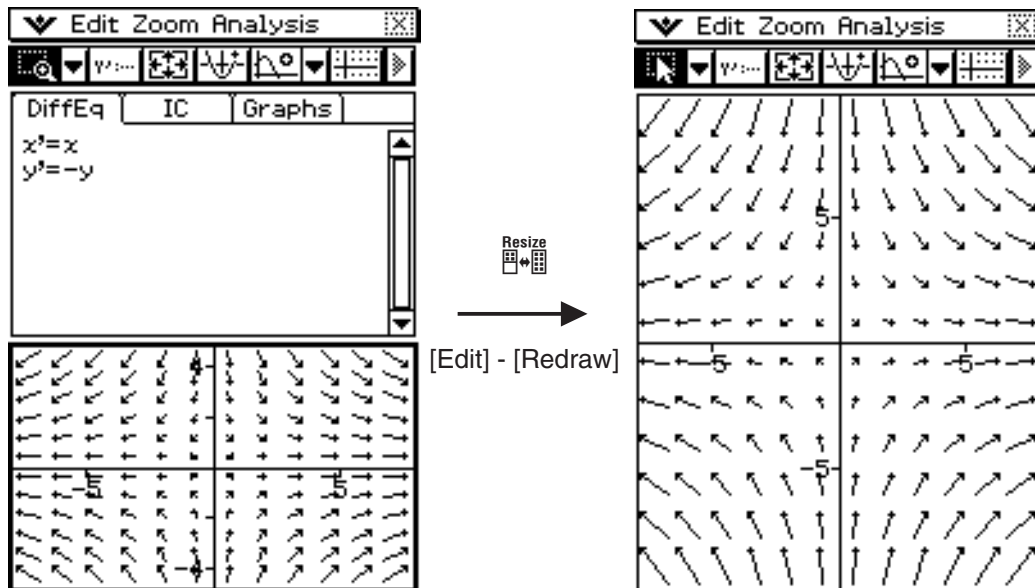 Edit Zoom Analysis
DiffEq IC Graphs
x'=x
y'=-y
4
-5 5
-4
Resize
[Edit] - [Redraw]
Edit Zoom Analysis
5
-5 5
-5